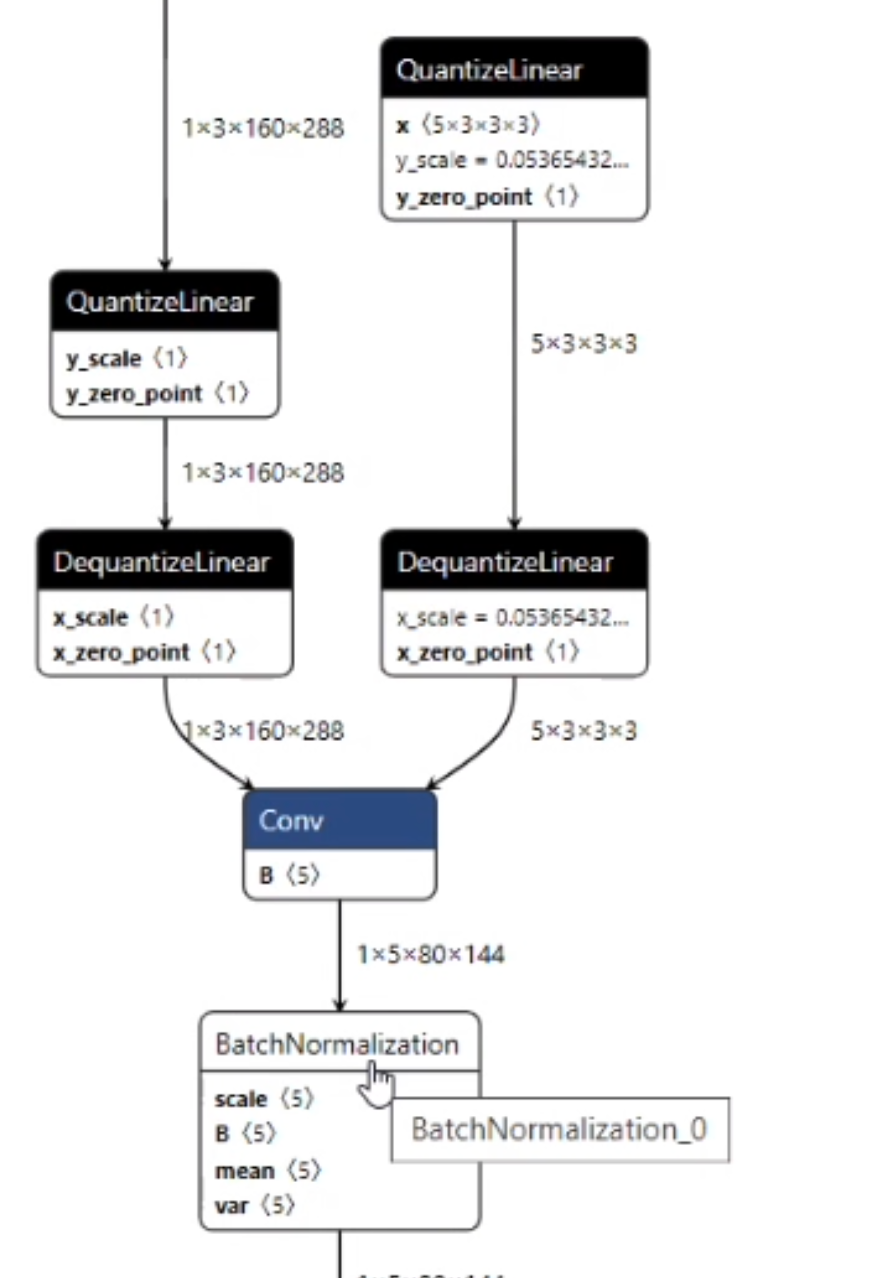 1×3×160×288
QuantizeLinear
x 〈5×3×3×3〉
y_scale = 0.05365432...
y_zero_point 〈1〉
QuantizeLinear
y_scale 〈1〉
y_zero_point 〈1〉
5×3×3×3
1×3×160×288
DequantizeLinear
x_scale 〈1〉
x_zero_point 〈1〉
DequantizeLinear
x_scale = 0.05365432...
x_zero_point 〈1〉
1×3×160×288
5×3×3×3
Conv
B 〈5〉
1×5×80×144
BatchNormalization
scale 〈5〉
B 〈5〉
mean 〈5〉
var 〈5〉
BatchNormalization_0